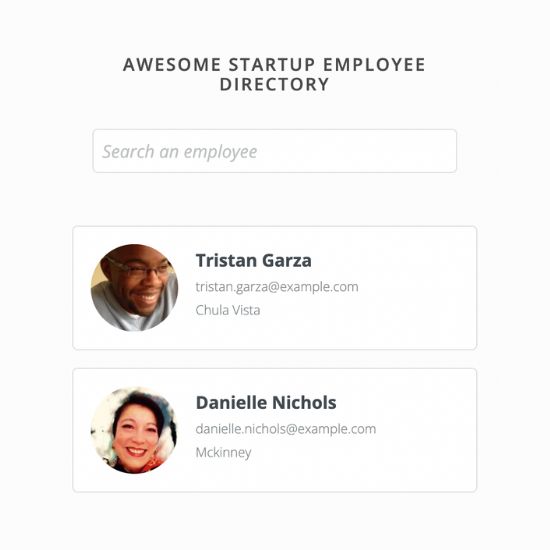 AWESOME STARTUP EMPLOYEE
DIRECTORY
Search an employee
Tristan Garza
tristan.garza@example.com
Chula Vista
Danielle Nichols
danielle.nichols@example.com
Mckinney